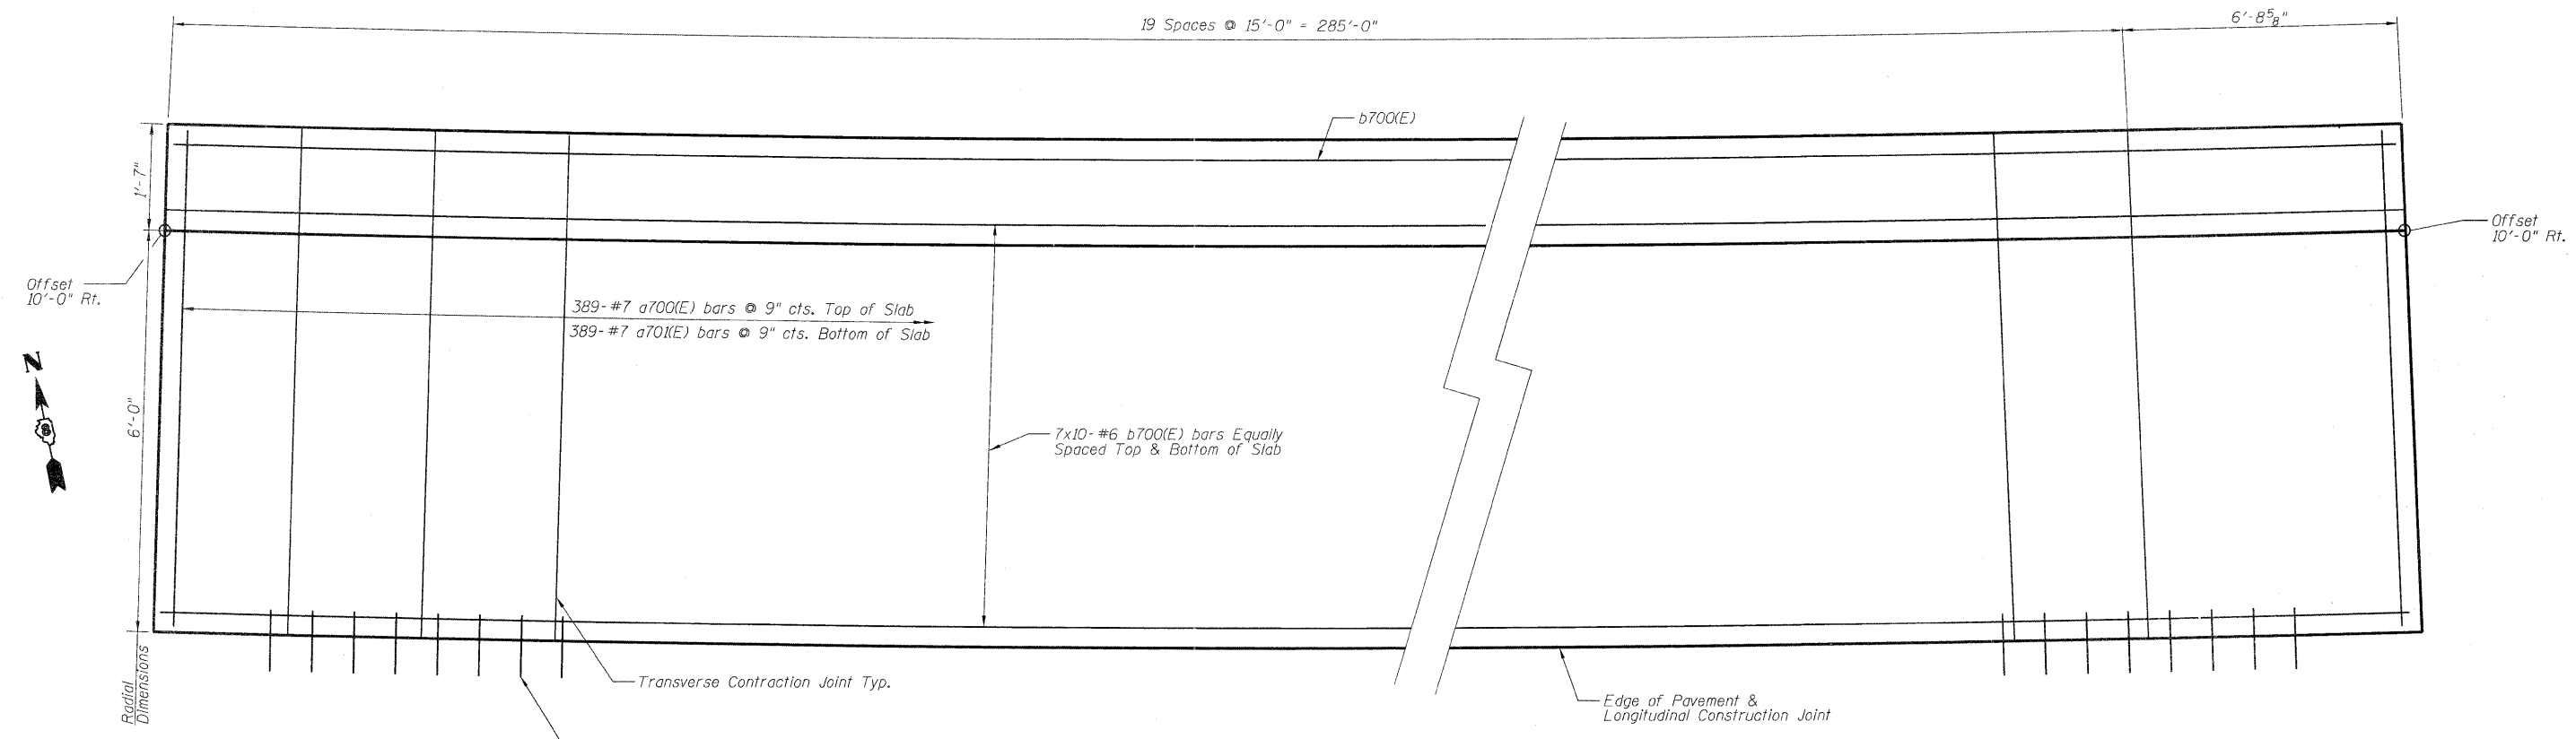 19 Spaces @ 15'-0" = 285'-0"
6'-8 5/8"
b700(E)
1'-7"
Offset
10'-0" Rt.
Offset
10'-0" Rt.
389-#7 a700(E) bars @ 9" cts. Top of Slab
389-#7 a701(E) bars @ 9" cts. Bottom of Slab
N
6'-0"
7x10-#6 b700(E) bars Equally
Spaced Top & Bottom of Slab
Radial
Dimensions
Transverse Contraction Joint Typ.
Edge of Pavement &
Longitudinal Construction Joint